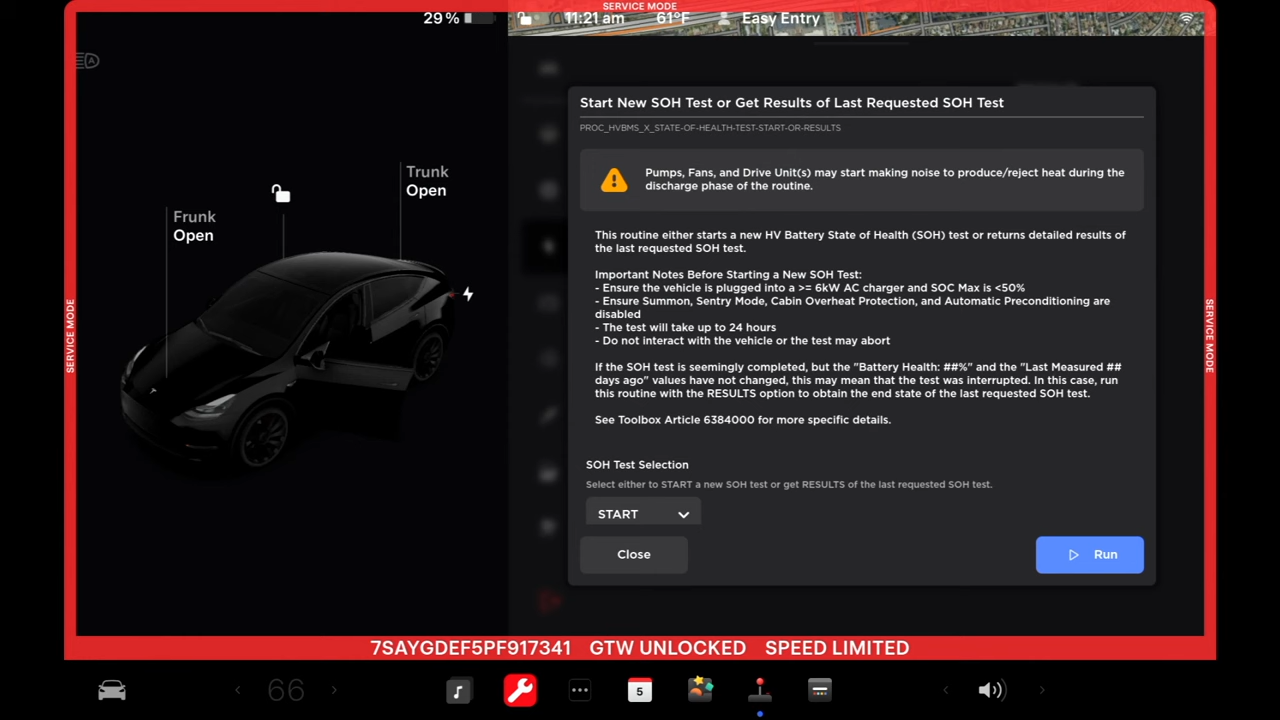 SERVICE MODE
29 %
11:21 am 61°F Easy Entry
A
Trunk
Open
Frunk
Open
SERVICE MODE
SERVICE MODE
Start New SOH Test or Get Results of Last Requested SOH Test
PROC_HVBMS_X_STATE-OF-HEALTH-TEST-START-OR-RESULTS
Pumps, Fans, and Drive Unit(s) may start making noise to produce/reject heat during the
discharge phase of the routine.
This routine either starts a new HV Battery State of Health (SOH) test or returns detailed results of
the last requested SOH test.
Important Notes Before Starting a New SOH Test:
- Ensure the vehicle is plugged into a >= 6kW AC charger and SOC Max is <50%
- Ensure Summon, Sentry Mode, Cabin Overheat Protection, and Automatic Preconditioning are
disabled
- The test will take up to 24 hours
- Do not interact with the vehicle or the test may abort
If the SOH test is seemingly completed, but the "Battery Health: ##%" and the "Last Measured ##
days ago" values have not changed, this may mean that the test was interrupted. In this case, run
this routine with the RESULTS option to obtain the end state of the last requested SOH test.
See Toolbox Article 6384000 for more specific details.
SOH Test Selection
Select either to START a new SOH test or get RESULTS of the last requested SOH test.
START
Close
Run
7SAYGDEF5PF917341 GTW UNLOCKED SPEED LIMITED
66
5